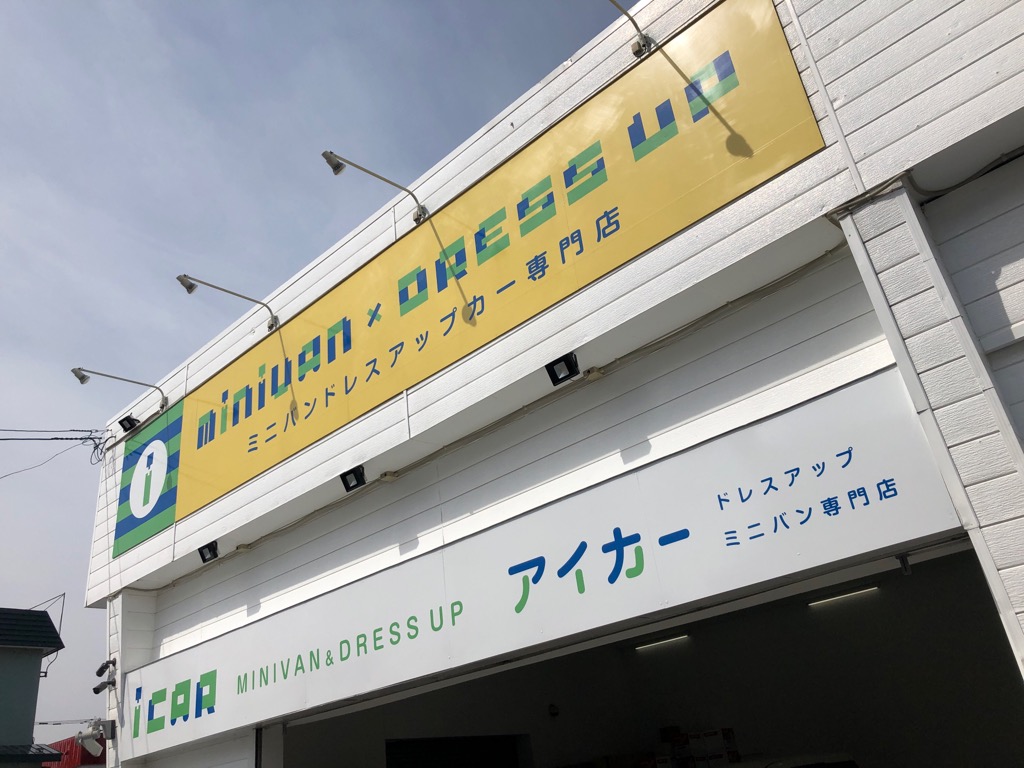 i
minivan × DRESS UP
ミニバンドレスアップカー専門店
iCAR MINIVAN&DRESS UP アイカー
ドレスアップ
ミニバン専門店